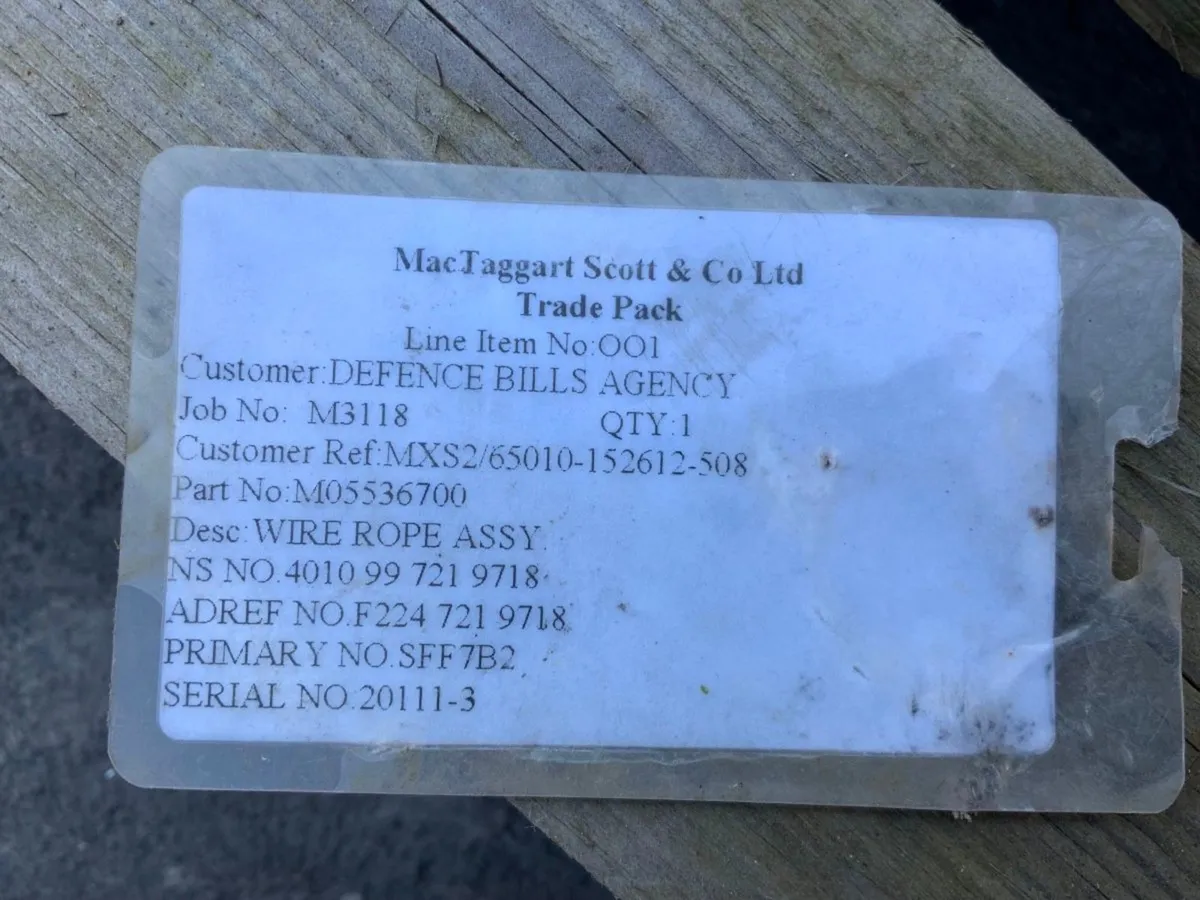 MacTaggart Scott & Co Ltd
Trade Pack
Line Item No:OO1
Customer:DEFENCE BILLS AGENCY
Job No: M3118 QTY:1
Customer Ref:MXS2/65010-152612-508
Part No:M05536700
Desc:WIRE ROPE ASSY.
NS NO.4010 99 721 9718
ADREF NO.F224 721 9718
PRIMARY NO.SFF7B2
SERIAL NO.20111-3